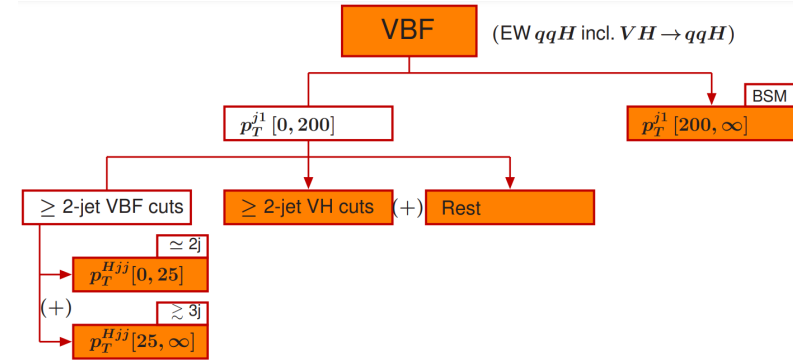 VBF (EW qqH incl. VH → qqH)
BSM
p_T^{j1} [0, 200]
p_T^{j1} [200, ∞]
≥ 2-jet VBF cuts
≥ 2-jet VH cuts
(+)
Rest
≃ 2j
p_T^{Hjj} [0, 25]
(+)
≳ 3j
p_T^{Hjj} [25, ∞]